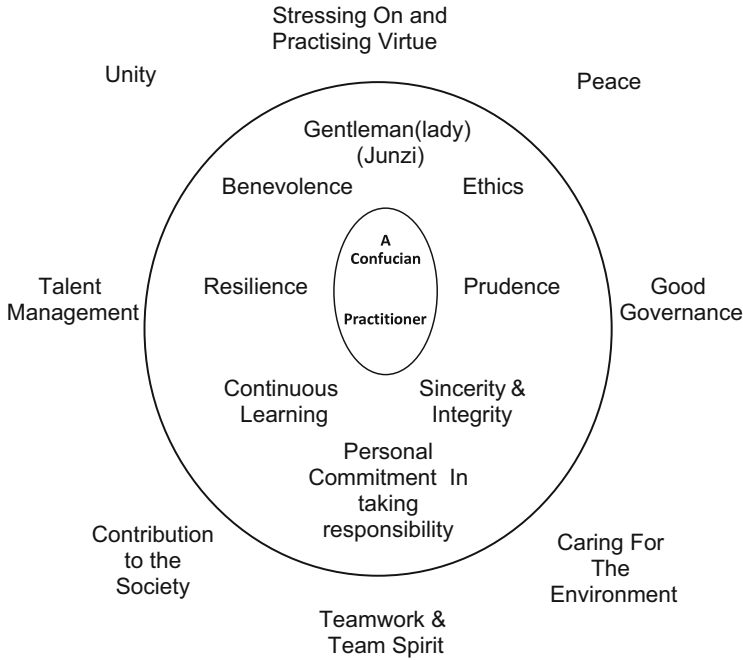 Stressing On and
Practising Virtue
Unity
Peace
Gentleman(lady)
(Junzi)
Benevolence
Ethics
A
Confucian
Practitioner
Talent
Management
Resilience
Prudence
Good
Governance
Continuous
Learning
Sincerity &
Integrity
Personal
Commitment In
taking
responsibility
Contribution
to the
Society
Caring For
The
Environment
Teamwork &
Team Spirit